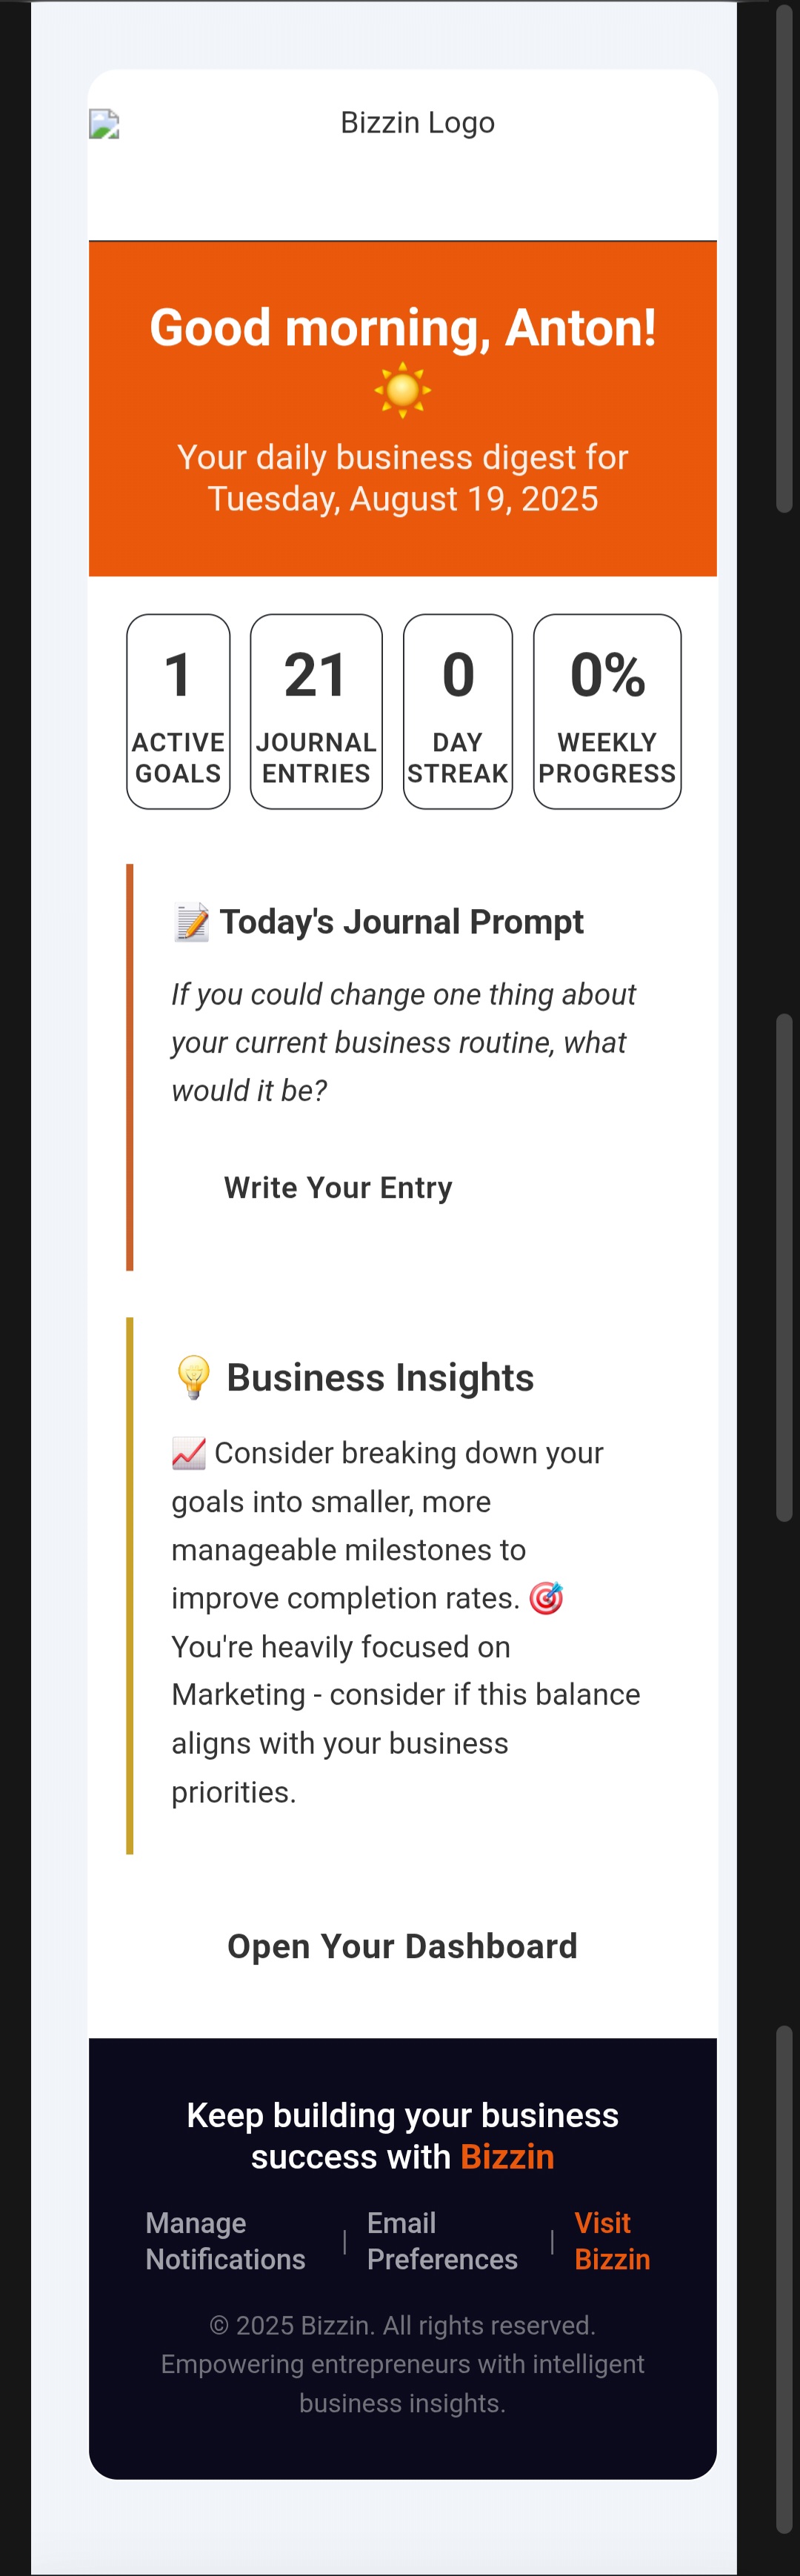 Bizzin Logo
Good morning, Anton!
☀️
Your daily business digest for
Tuesday, August 19, 2025
1
ACTIVE
GOALS
21
JOURNAL
ENTRIES
0
DAY
STREAK
0%
WEEKLY
PROGRESS
📝 Today's Journal Prompt
If you could change one thing about
your current business routine, what
would it be?
Write Your Entry
💡 Business Insights
📈 Consider breaking down your
goals into smaller, more
manageable milestones to
improve completion rates. 🎯
You're heavily focused on
Marketing - consider if this balance
aligns with your business
priorities.
Open Your Dashboard
Keep building your business
success with Bizzin
Manage
Notifications
|
Email
Preferences
|
Visit
Bizzin
© 2025 Bizzin. All rights reserved.
Empowering entrepreneurs with intelligent
business insights.